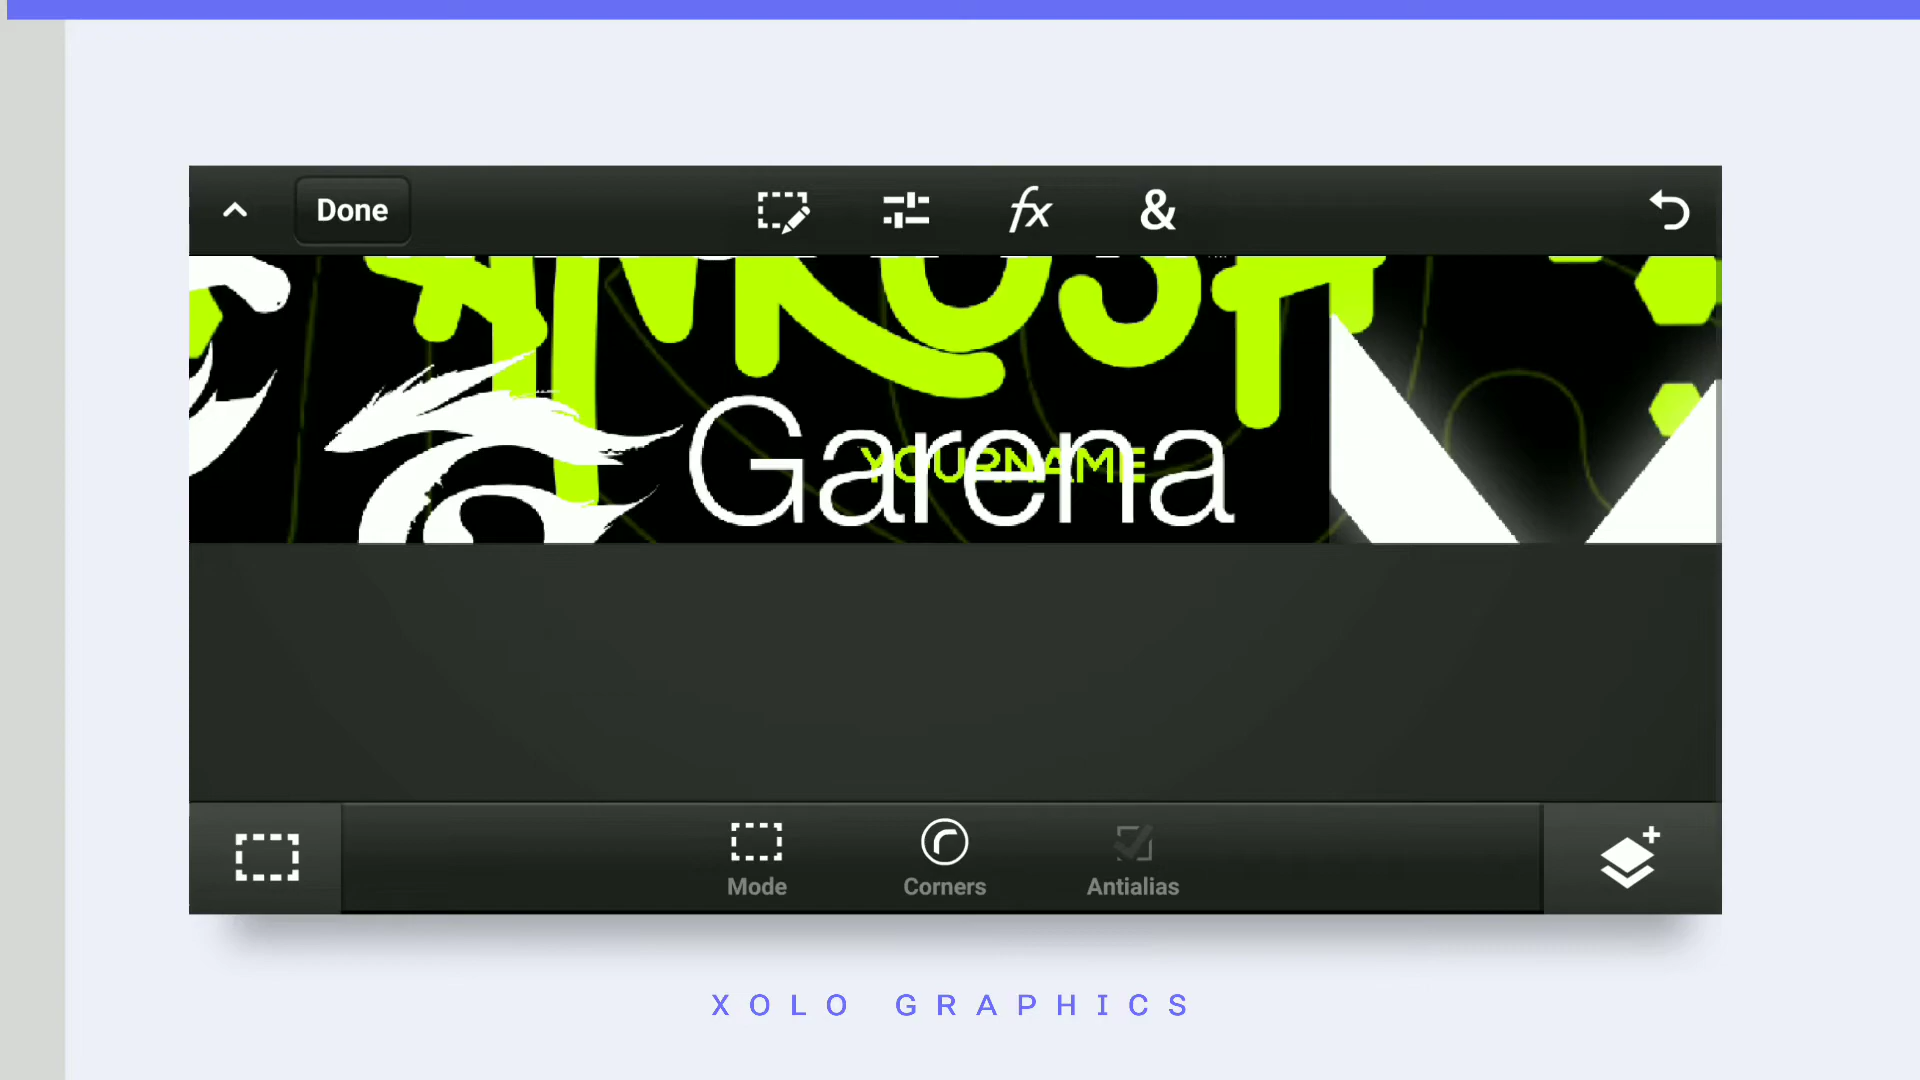 Done
fx
&
Garena
YOURNAME
Mode
Corners
Antialias
XOLO GRAPHICS